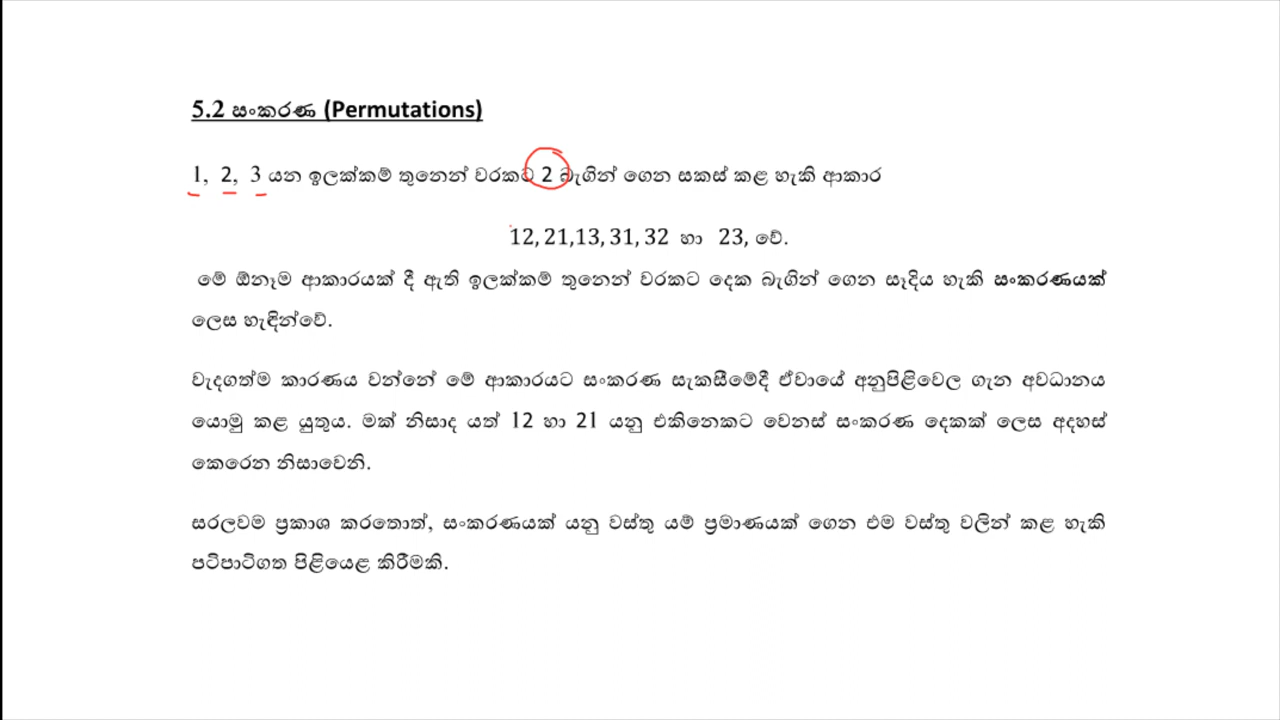 5.2 සංකරණ (Permutations)
1, 2, 3 යන ඉලක්කම් තුනෙන් වරකට 2 බැගින් ගෙන සකස් කළ හැකි ආකාර
12, 21,13, 31, 32 හා 23, වේ.
මේ ඕනෑම ආකාරයක් දී ඇති ඉලක්කම් තුනෙන් වරකට දෙක බැගින් ගෙන සෑදිය හැකි සංකරණයක්
ලෙස හැඳින්වේ.
වැදගත්ම කාරණය වන්නේ මේ ආකාරයට සංකරණ සැකසීමේදී ඒවායේ අනුපිළිවෙල ගැන අවධානය
යොමු කළ යුතුය. මක් නිසාද යත් 12 හා 21 යනු එකිනෙකට වෙනස් සංකරණ දෙකක් ලෙස අදහස්
කෙරෙන නිසාවෙනි.
සරලවම ප්‍රකාශ කරතොත්, සංකරණයක් යනු වස්තු යම් ප්‍රමාණයක් ගෙන එම වස්තු වලින් කළ හැකි
පටිපාටිගත පිළියෙළ කිරීමකි.